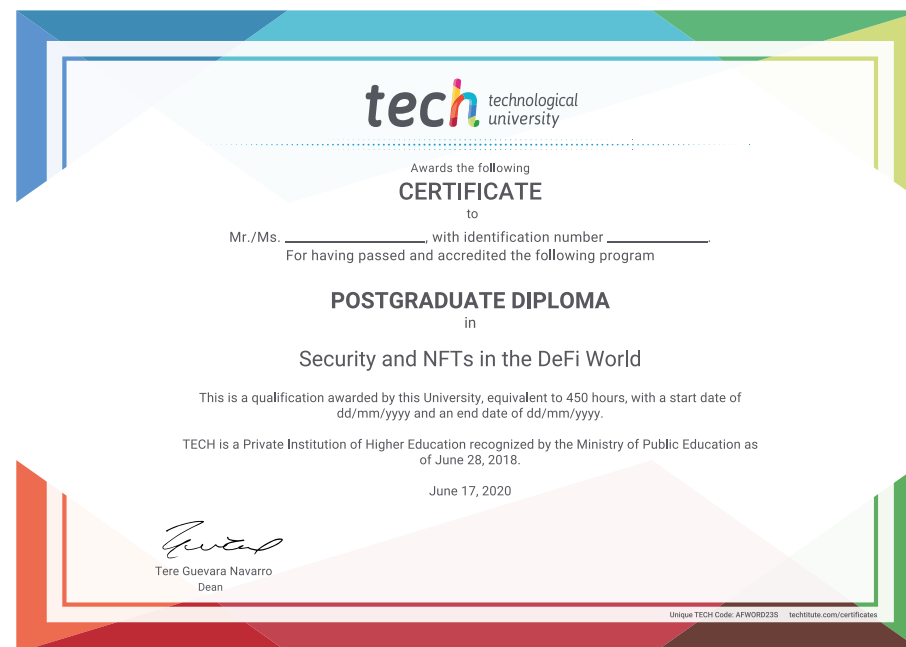 tech technological
university
Awards the following
CERTIFICATE
to
Mr./Ms. ____________________, with identification number ______________.
For having passed and accredited the following program
POSTGRADUATE DIPLOMA
in
Security and NFTs in the DeFi World
This is a qualification awarded by this University, equivalent to 450 hours, with a start date of
dd/mm/yyyy and an end date of dd/mm/yyyy.
TECH is a Private Institution of Higher Education recognized by the Ministry of Public Education as
of June 28, 2018.
June 17, 2020
Tere Guevara Navarro
Dean
Unique TECH Code: AFWORD23S techtitute.com/certificates